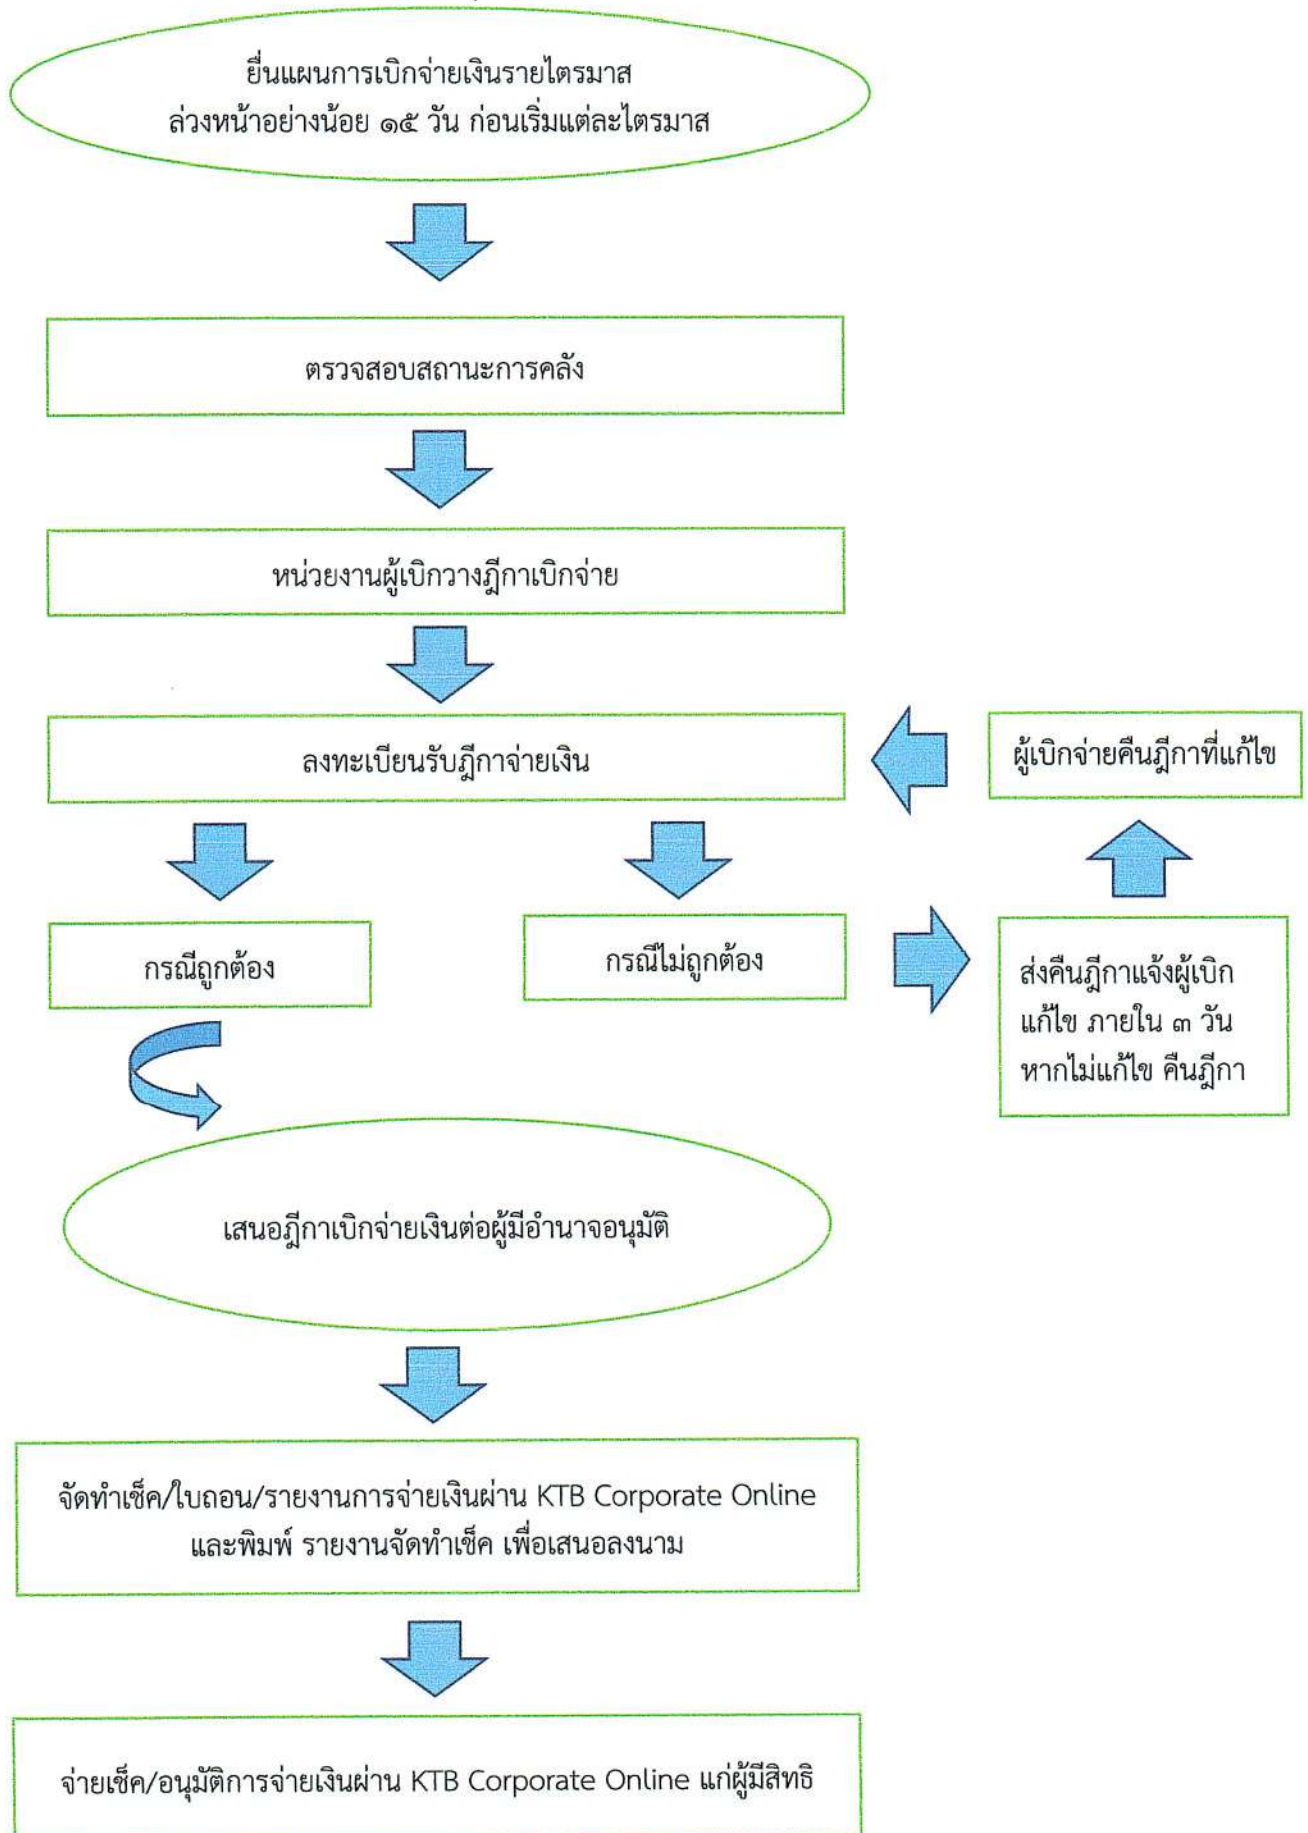 ยื่นแผนการเบิกจ่ายเงินรายไตรมาส
ล่วงหน้าอย่างน้อย ๑๕ วัน ก่อนเริ่มแต่ละไตรมาส
ตรวจสอบสถานะการคลัง
หน่วยงานผู้เบิกวางฎีกาเบิกจ่าย
ลงทะเบียนรับฎีกาจ่ายเงิน
ผู้เบิกจ่ายคืนฎีกาที่แก้ไข
กรณีถูกต้อง
กรณีไม่ถูกต้อง
ส่งคืนฎีกาแจ้งผู้เบิก
แก้ไข ภายใน ๓ วัน
หากไม่แก้ไข คืนฎีกา
เสนอฎีกาเบิกจ่ายเงินต่อผู้มีอำนาจอนุมัติ
จัดทำเช็ค/ใบถอน/รายงานการจ่ายเงินผ่าน KTB Corporate Online
และพิมพ์ รายงานจัดทำเช็ค เพื่อเสนอลงนาม
จ่ายเช็ค/อนุมัติการจ่ายเงินผ่าน KTB Corporate Online แก่ผู้มีสิทธิ